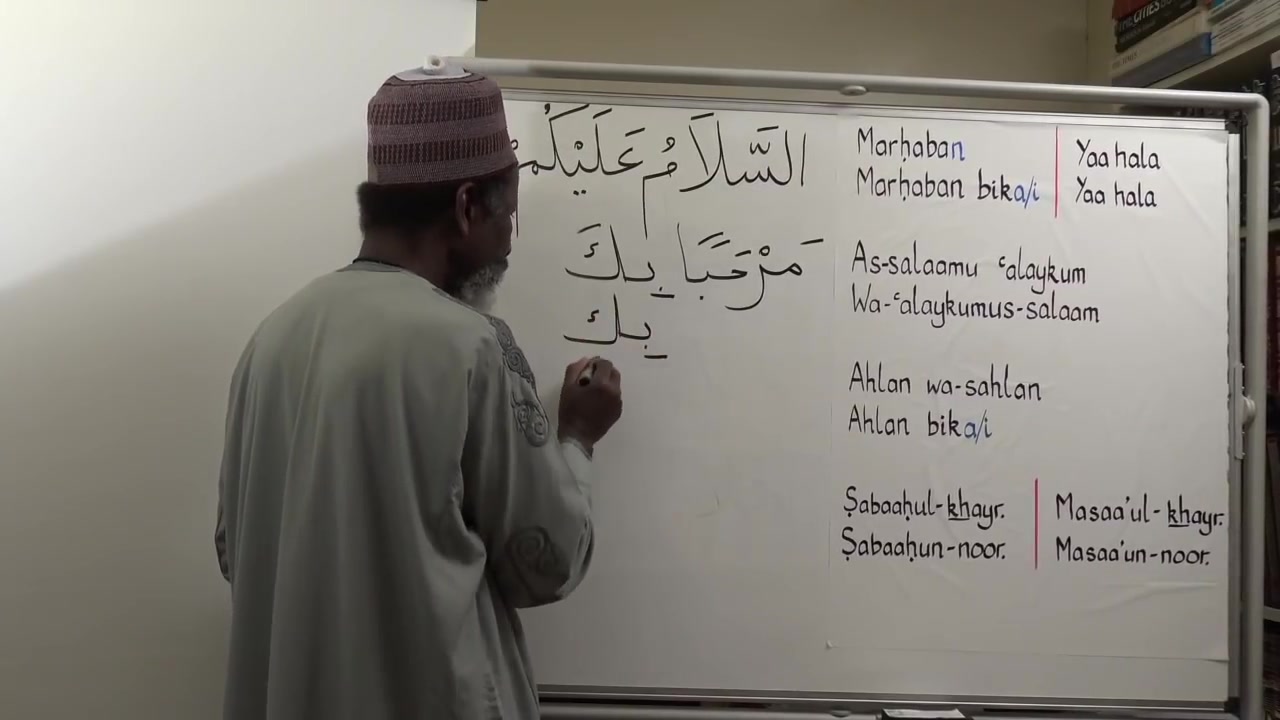 السَّلاَمُ عَلَيْكُمْ
مَرْحَبًا بِكَ
بِك
Marḥaban
Marḥaban bika/i
Yaa hala
Yaa hala
As-salaamu ʿalaykum
Wa-ʿalaykumus-salaam
Ahlan wa-sahlan
Ahlan bika/i
Ṣabaaḥul-khayr.
Ṣabaaḥun-noor.
Masaa'ul-khayr.
Masaa'un-noor.